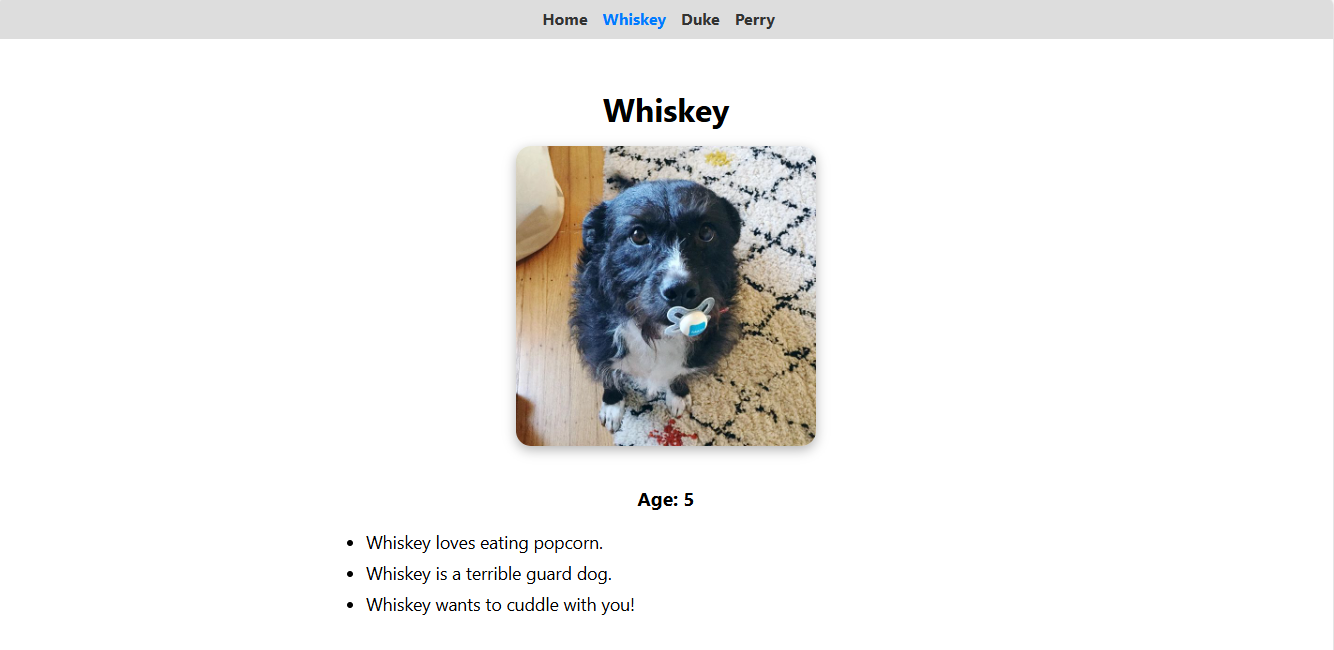 Home Whiskey Duke Perry
Whiskey
Age: 5
Whiskey loves eating popcorn.
Whiskey is a terrible guard dog.
Whiskey wants to cuddle with you!